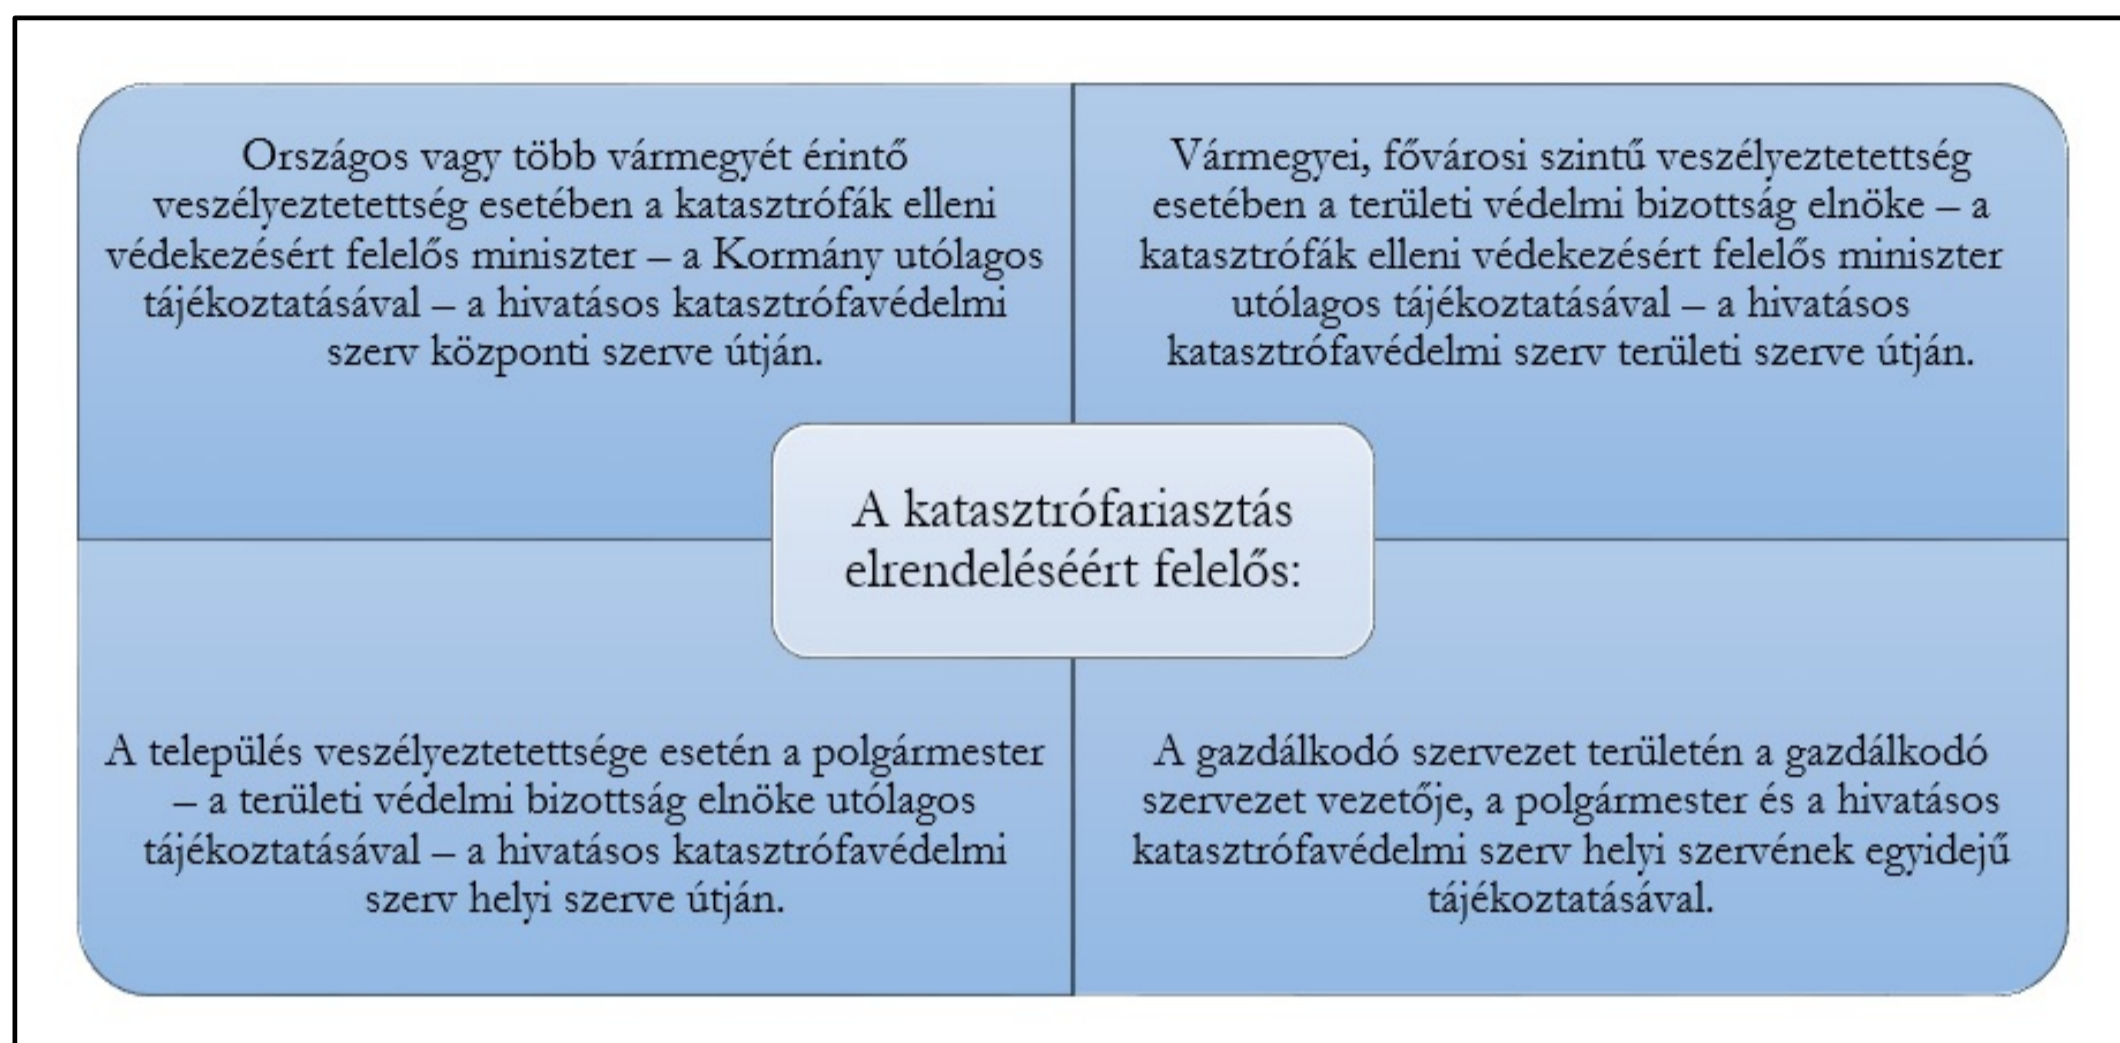 Országos vagy több vármegyét érintő
veszélyeztetettség esetében a katasztrófák elleni
védekezésért felelős miniszter – a Kormány utólagos
tájékoztatásával – a hivatásos katasztrófavédelmi
szerv központi szerve útján.
Vármegyei, fővárosi szintű veszélyeztetettség
esetében a területi védelmi bizottság elnöke – a
katasztrófák elleni védekezésért felelős miniszter
utólagos tájékoztatásával – a hivatásos
katasztrófavédelmi szerv területi szerve útján.
A katasztrófariasztás
elrendeléséért felelős:
A település veszélyeztetettsége esetén a polgármester
– a területi védelmi bizottság elnöke utólagos
tájékoztatásával – a hivatásos katasztrófavédelmi
szerv helyi szerve útján.
A gazdálkodó szervezet területén a gazdálkodó
szervezet vezetője, a polgármester és a hivatásos
katasztrófavédelmi szerv helyi szervének egyidejű
tájékoztatásával.